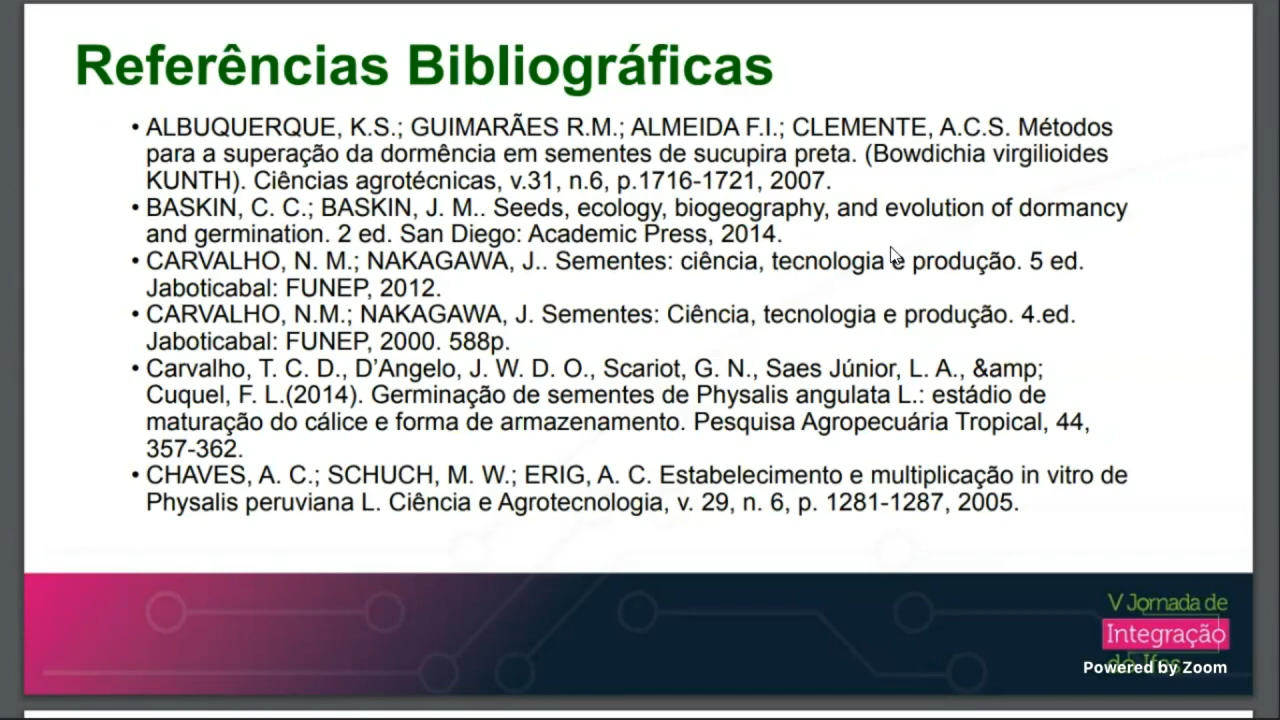 Referências Bibliográficas
• ALBUQUERQUE, K.S.; GUIMARÃES R.M.; ALMEIDA F.I.; CLEMENTE, A.C.S. Métodos
para a superação da dormência em sementes de sucupira preta. (Bowdichia virgilioides
KUNTH). Ciências agrotécnicas, v.31, n.6, p.1716-1721, 2007.
• BASKIN, C. C.; BASKIN, J. M.. Seeds, ecology, biogeography, and evolution of dormancy
and germination. 2 ed. San Diego: Academic Press, 2014.
• CARVALHO, N. M.; NAKAGAWA, J.. Sementes: ciência, tecnologia e produção. 5 ed.
Jaboticabal: FUNEP, 2012.
• CARVALHO, N.M.; NAKAGAWA, J. Sementes: Ciência, tecnologia e produção. 4.ed.
Jaboticabal: FUNEP, 2000. 588p.
• Carvalho, T. C. D., D’Angelo, J. W. D. O., Scariot, G. N., Saes Júnior, L. A., &amp;
Cuquel, F. L.(2014). Germinação de sementes de Physalis angulata L.: estádio de
maturação do cálice e forma de armazenamento. Pesquisa Agropecuária Tropical, 44,
357-362.
• CHAVES, A. C.; SCHUCH, M. W.; ERIG, A. C. Estabelecimento e multiplicação in vitro de
Physalis peruviana L. Ciência e Agrotecnologia, v. 29, n. 6, p. 1281-1287, 2005.
V Jornada de
Integração
do Ifes
Powered by Zoom